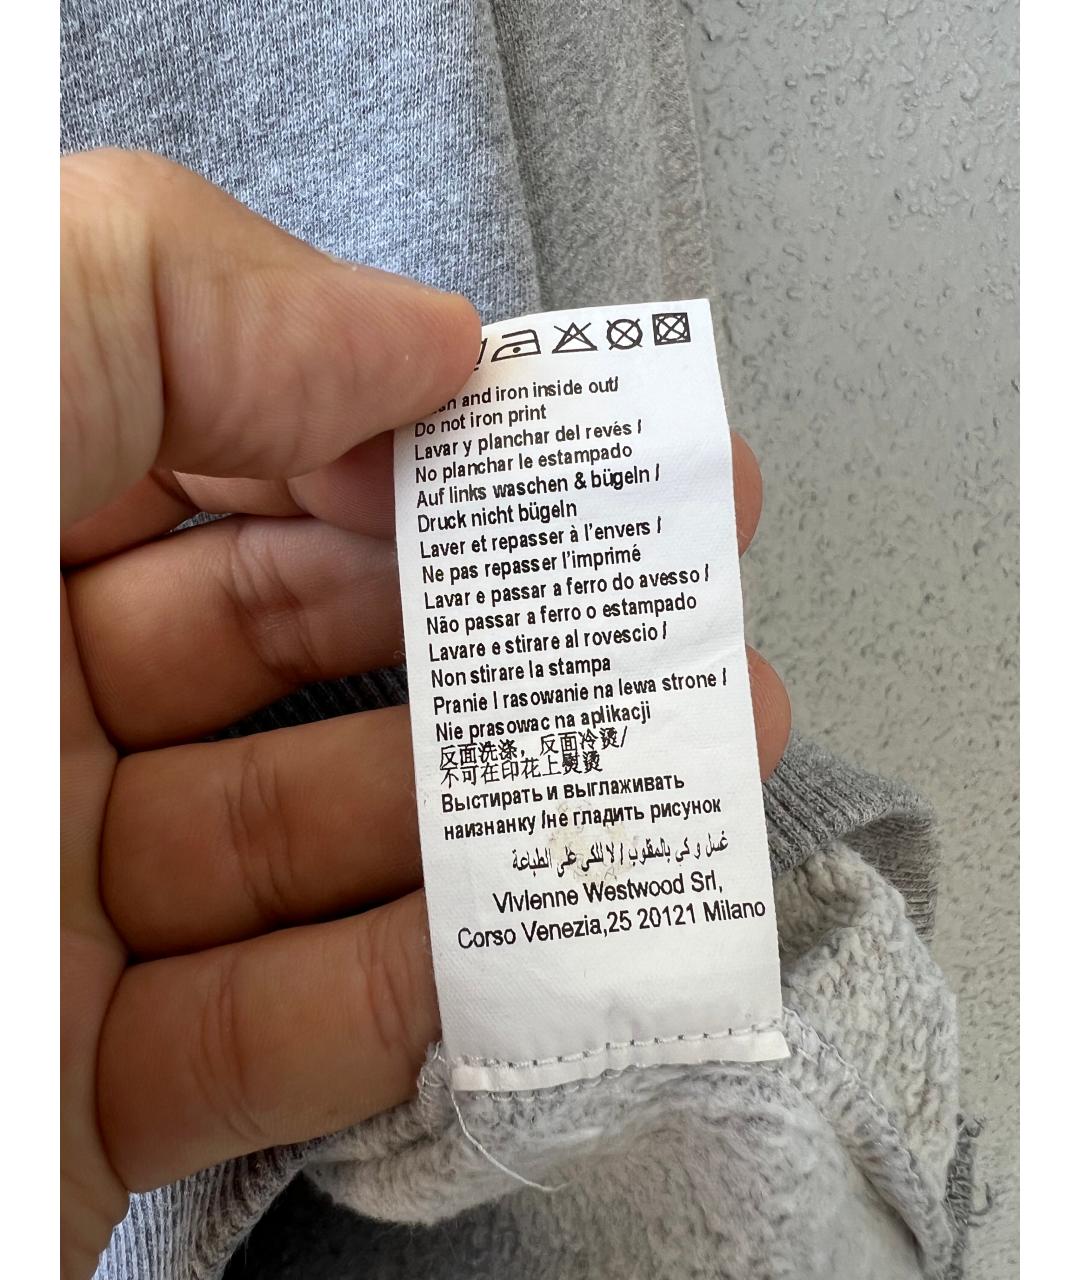 and iron inside out/
Do not iron print
Lavar y planchar del revés /
No planchar le estampado
Auf links waschen & bügeln /
Druck nicht bügeln
Laver et repasser à l'envers /
Ne pas repasser l'imprimé
Lavar e passar a ferro do avesso /
Não passar a ferro o estampado
Lavare e stirare al rovescio /
Non stirare la stampa
Pranie I rasowanie na lewa strone /
Nie prasowac na aplikacji
反面洗涤，反面冷烫/
不可在印花上熨烫
Выстирать и выглаживать
наизнанку /не гладить рисунок
غسل و كي بالمقلوب / لا للكي على الطباعة
Vivienne Westwood Srl,
Corso Venezia,25 20121 Milano